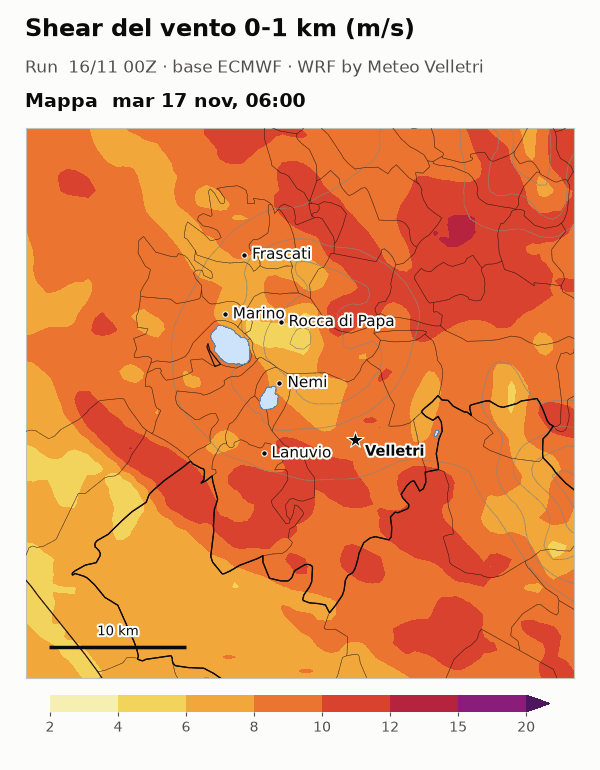 Shear del vento 0-1 km (m/s)
Run  16/11 00Z · base ECMWF · WRF by Meteo Velletri
Mappa  mar 17 nov, 06:00
Frascati
Marino
Rocca di Papa
Nemi
Velletri
Lanuvio
10 km
2 4 6 8 10 12 15 20